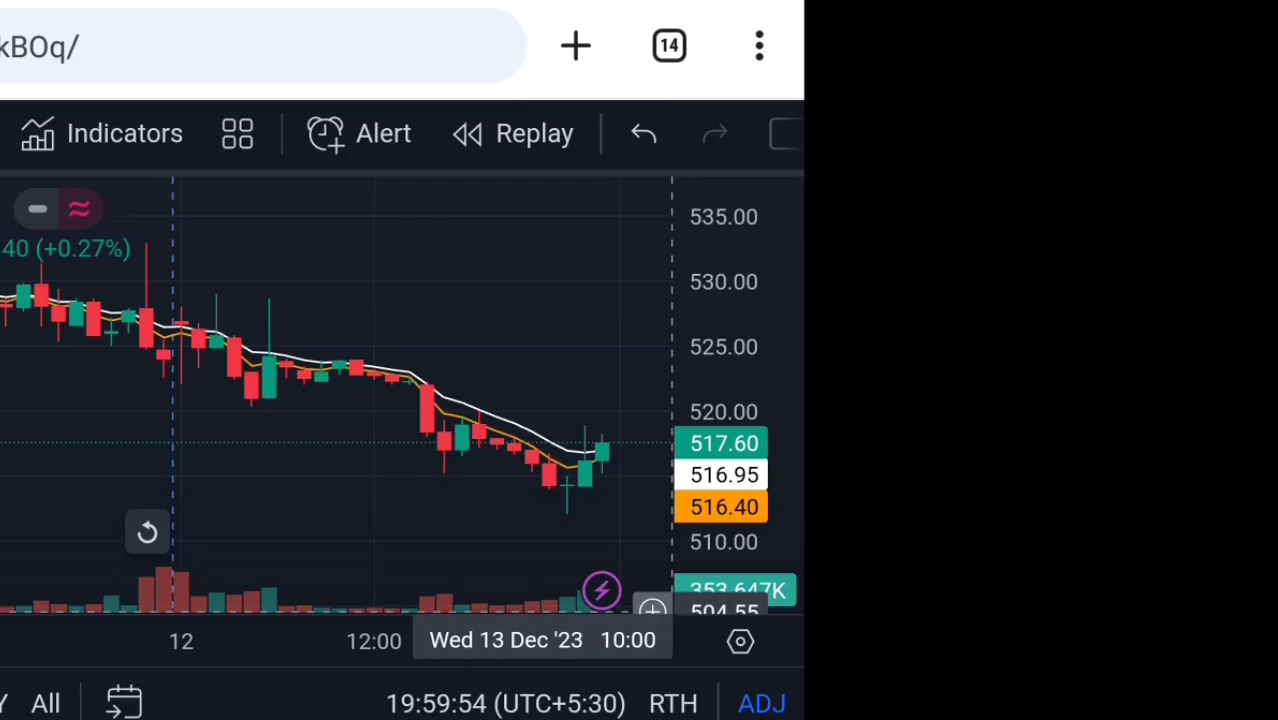 kBOq/
14
Indicators
Alert
Replay
40 (+0.27%)
535.00
530.00
525.00
520.00
517.60
516.95
516.40
510.00
353.647K
504.55
12
12:00
Wed 13 Dec '23 10:00
Y
All
19:59:54 (UTC+5:30)
RTH
ADJ